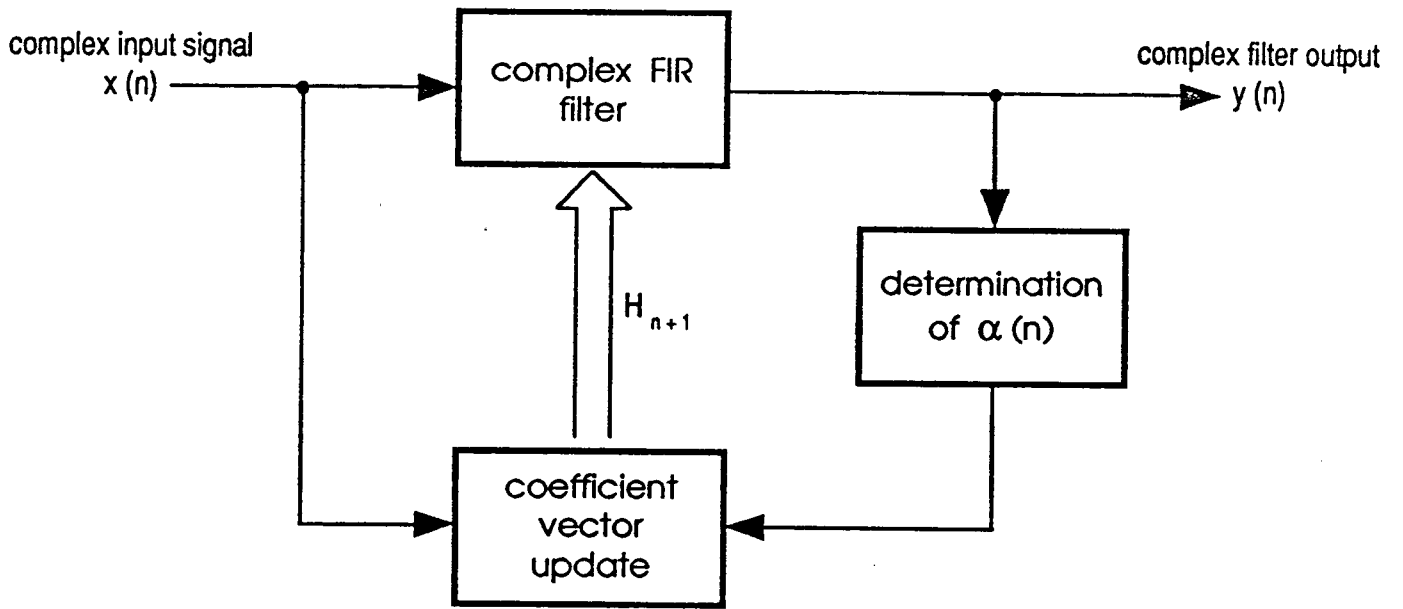 complex input signal
x (n)
complex FIR
filter
complex filter output
y (n)
determination
of α (n)
H n + 1
coefficient
vector
update